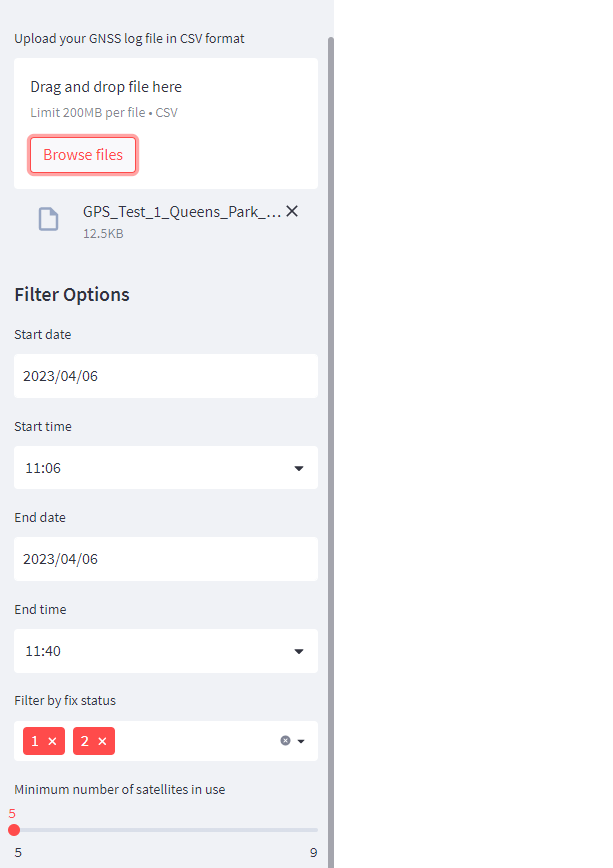 Upload your GNSS log file in CSV format
Drag and drop file here
Limit 200MB per file • CSV
Browse files
GPS_Test_1_Queens_Park_...
12.5KB
Filter Options
Start date
2023/04/06
Start time
11:06
End date
2023/04/06
End time
11:40
Filter by fix status
1 2
Minimum number of satellites in use
5
5 9